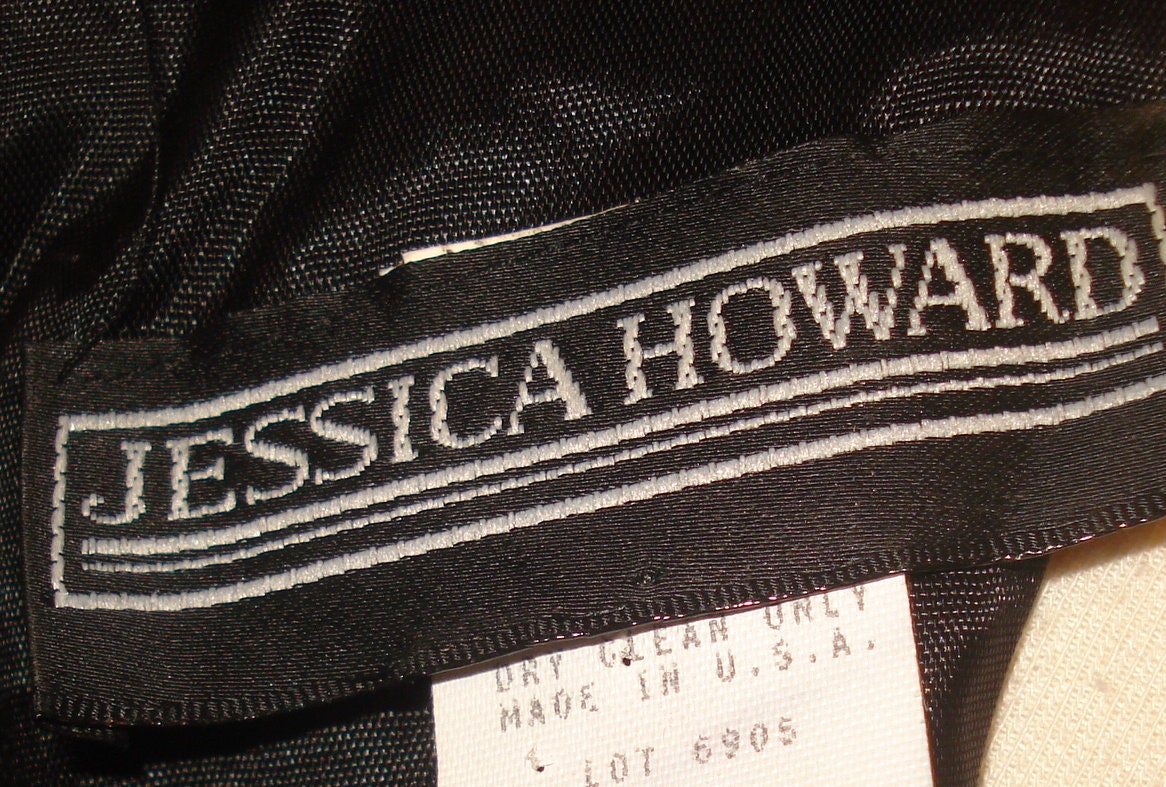 JESSICA HOWARD
DRY CLEAN ONLY
MADE IN U.S.A.
LOT 6905